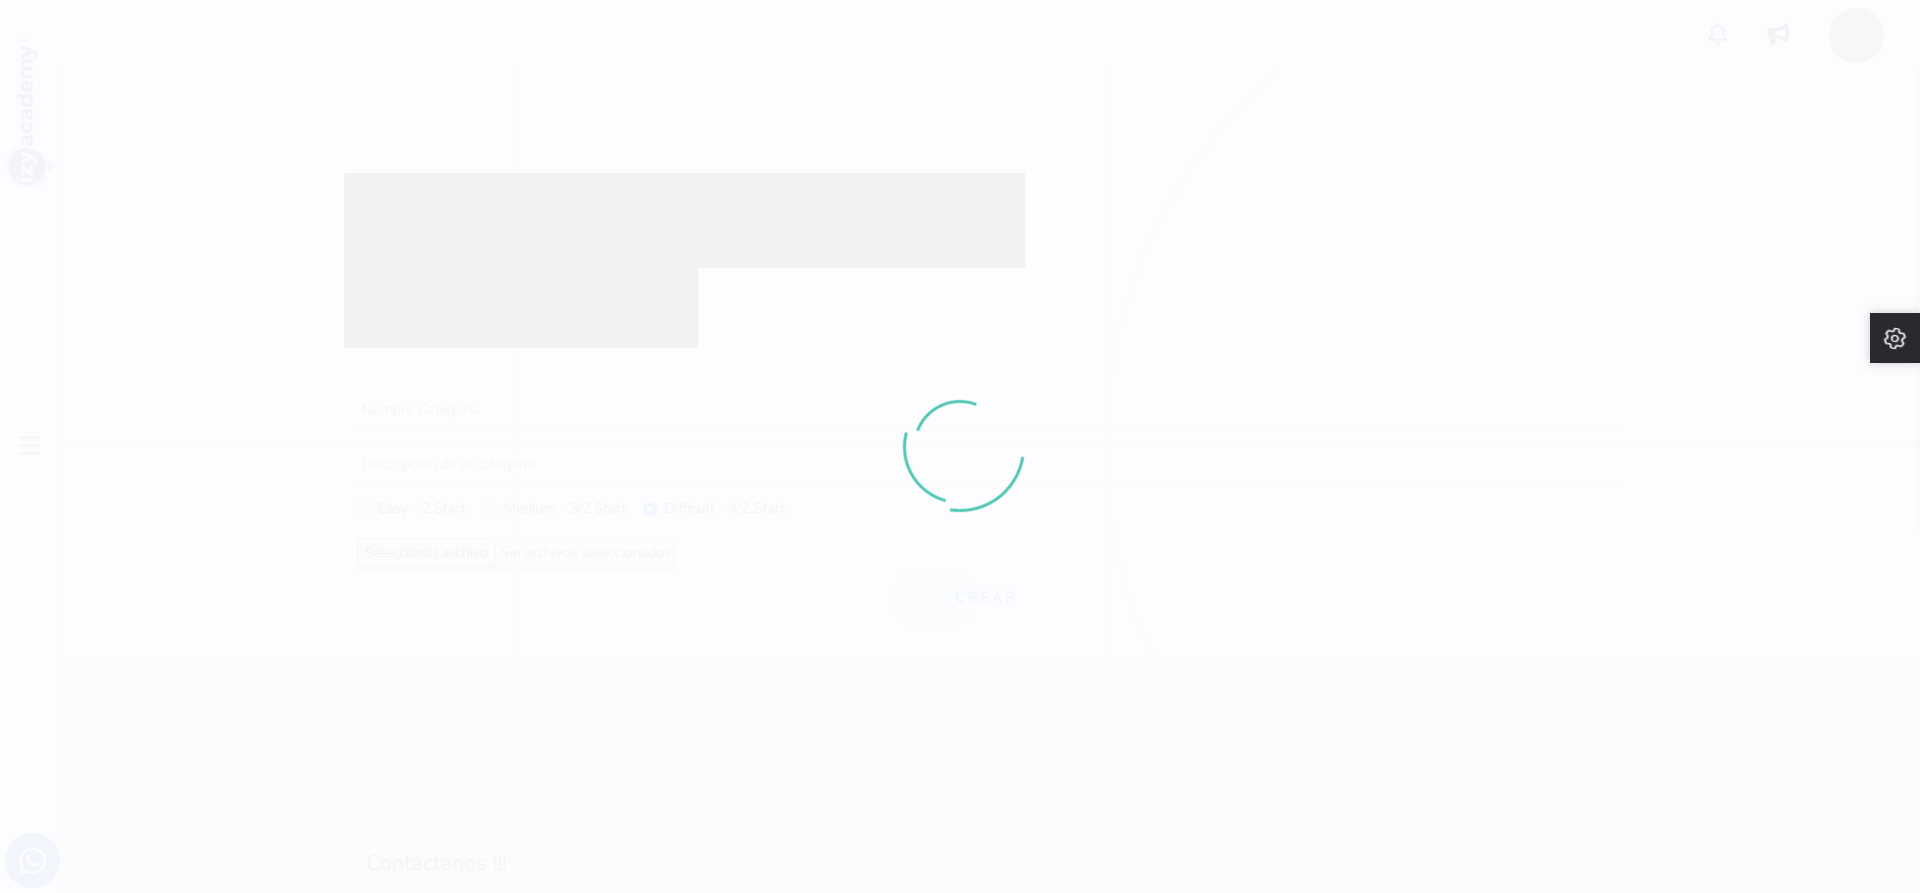 izyacademy
Nombre Categoria
Descripcion de la categoria
Easy - 2 Start Medium - 3/2 Start Difficult - 4/2 Start
Seleccionar archivo Sin archivos seleccionados
CREAR
Contáctanos !!!